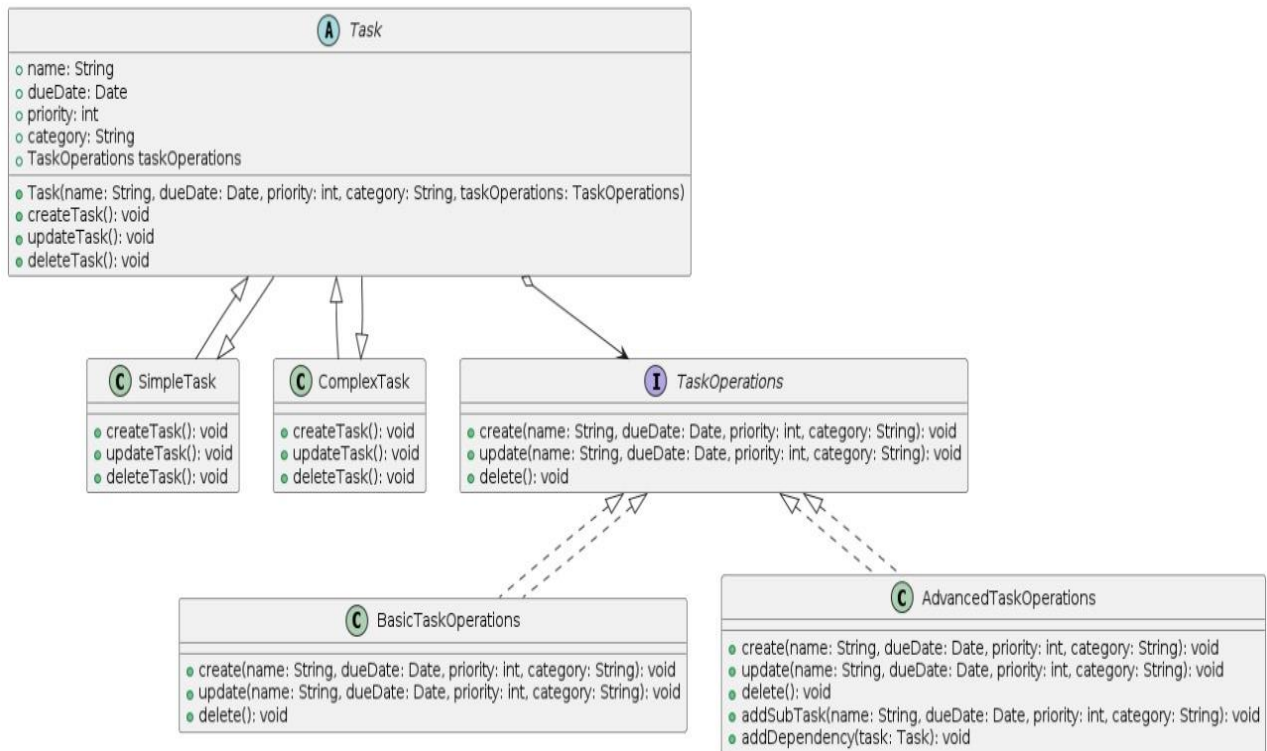 A Task
name: String
dueDate: Date
priority: int
category: String
TaskOperations taskOperations
Task(name: String, dueDate: Date, priority: int, category: String, taskOperations: TaskOperations)
createTask(): void
updateTask(): void
deleteTask(): void
C SimpleTask
createTask(): void
updateTask(): void
deleteTask(): void
C ComplexTask
createTask(): void
updateTask(): void
deleteTask(): void
I TaskOperations
create(name: String, dueDate: Date, priority: int, category: String): void
update(name: String, dueDate: Date, priority: int, category: String): void
delete(): void
C BasicTaskOperations
create(name: String, dueDate: Date, priority: int, category: String): void
update(name: String, dueDate: Date, priority: int, category: String): void
delete(): void
C AdvancedTaskOperations
create(name: String, dueDate: Date, priority: int, category: String): void
update(name: String, dueDate: Date, priority: int, category: String): void
delete(): void
addSubTask(name: String, dueDate: Date, priority: int, category: String): void
addDependency(task: Task): void